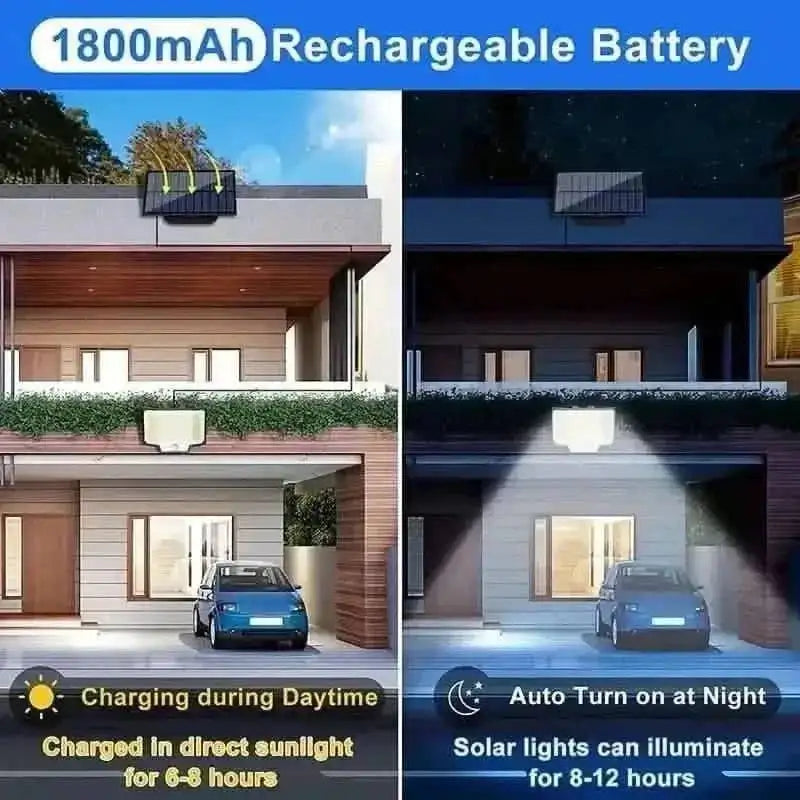 1800mAh Rechargeable Battery
Charging during Daytime
Charged in direct sunlight
for 6-8 hours
Auto Turn on at Night
Solar lights can illuminate
for 8-12 hours